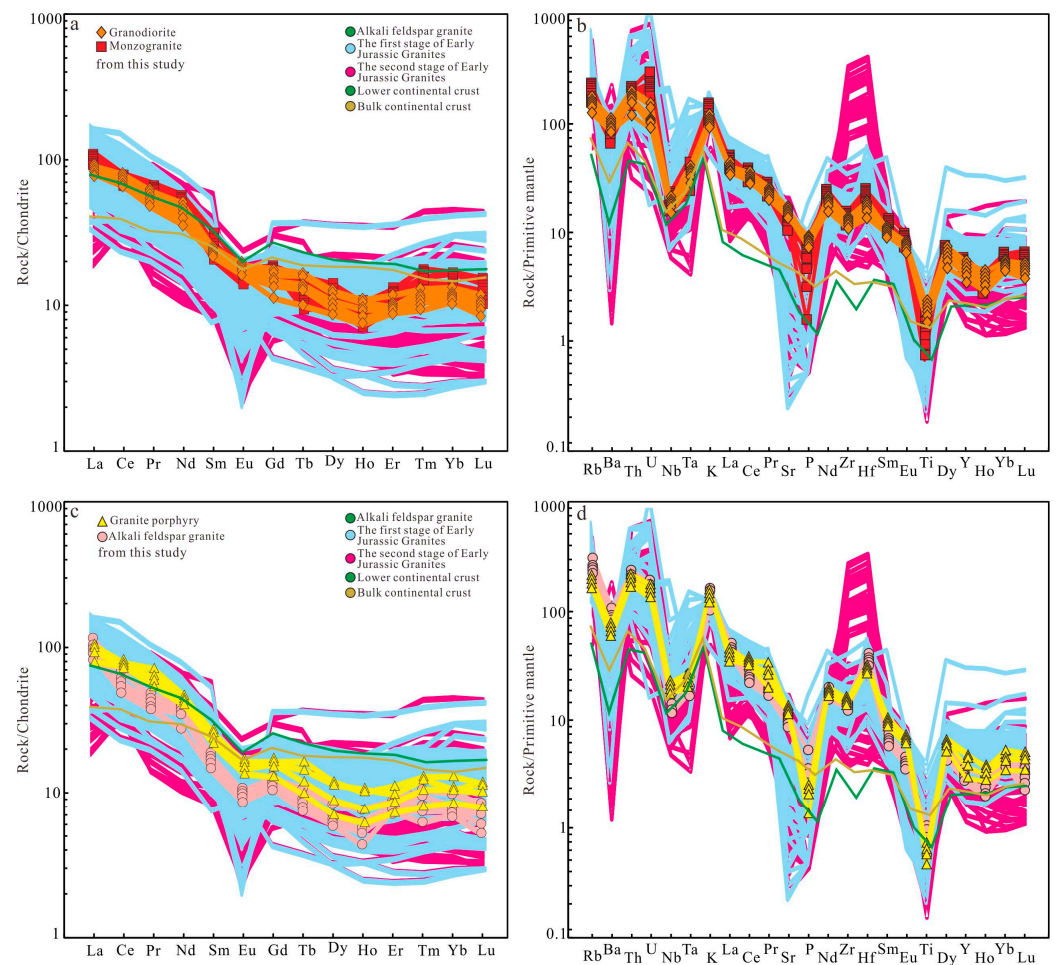 a
1000
100
10
1
Rock/Chondrite
Granodiorite
Monzogranite
from this study
Alkali feldspar granite
The first stage of Early
Jurassic Granites
The second stage of Early
Jurassic Granites
Lower continental crust
Bulk continental crust
La Ce Pr Nd Sm Eu Gd Tb Dy Ho Er Tm Yb Lu
b
1000
100
10
1
0.1
Rock/Primitive mantle
Rb Ba Th U Nb Ta K La Ce Pr Sr P Nd Zr Hf Sm Eu Ti Dy Y Ho Yb Lu
c
1000
100
10
1
Rock/Chondrite
Granite porphyry
Alkali feldspar granite
from this study
Alkali feldspar granite
The first stage of Early
Jurassic Granites
The second stage of Early
Jurassic Granites
Lower continental crust
Bulk continental crust
La Ce Pr Nd Sm Eu Gd Tb Dy Ho Er Tm Yb Lu
d
1000
100
10
1
0.1
Rock/Primitive mantle
Rb Ba Th U Nb Ta K La Ce Pr Sr P Nd Zr Hf Sm Eu Ti Dy Y Ho Yb Lu